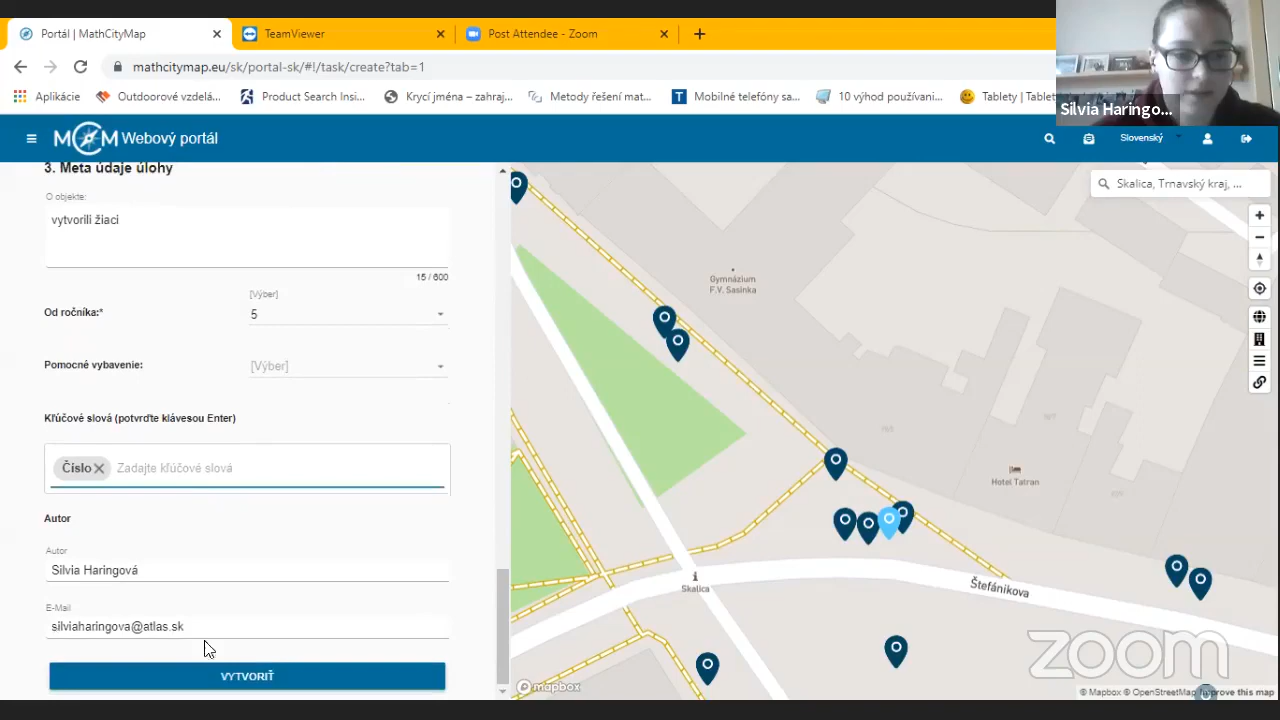 Portál | MathCityMap
TeamViewer
Post Attendee - Zoom
mathcitymap.eu/sk/portal-sk/#!/task/create?tab=1
Aplikácie
Outdoorové vzdelá...
Product Search Insi...
Krycí jména – zahraj...
Metody řešení mat...
Mobilné telefóny sa...
10 výhod používani...
Tablety | Tablet
Silvia Haringo...
MCM Webový portál
Slovenský
3. Meta údaje úlohy
O objekte:
vytvorili žiaci
15 / 600
Od ročníka:*
[Výber]
5
Pomocné vybavenie:
[Výber]
Kľúčové slová (potvrďte klávesou Enter)
Číslo
Zadajte kľúčové slová
Autor
Autor
Silvia Haringová
E-Mail
silviaharingova@atlas.sk
VYTVORIŤ
Skalica, Trnavský kraj, ...
Gymnázium
F.V. Sasinka
Hotel Tatran
Skalica
Štefánikova
zoom
mapbox
© Mapbox © OpenStreetMap Improve this map